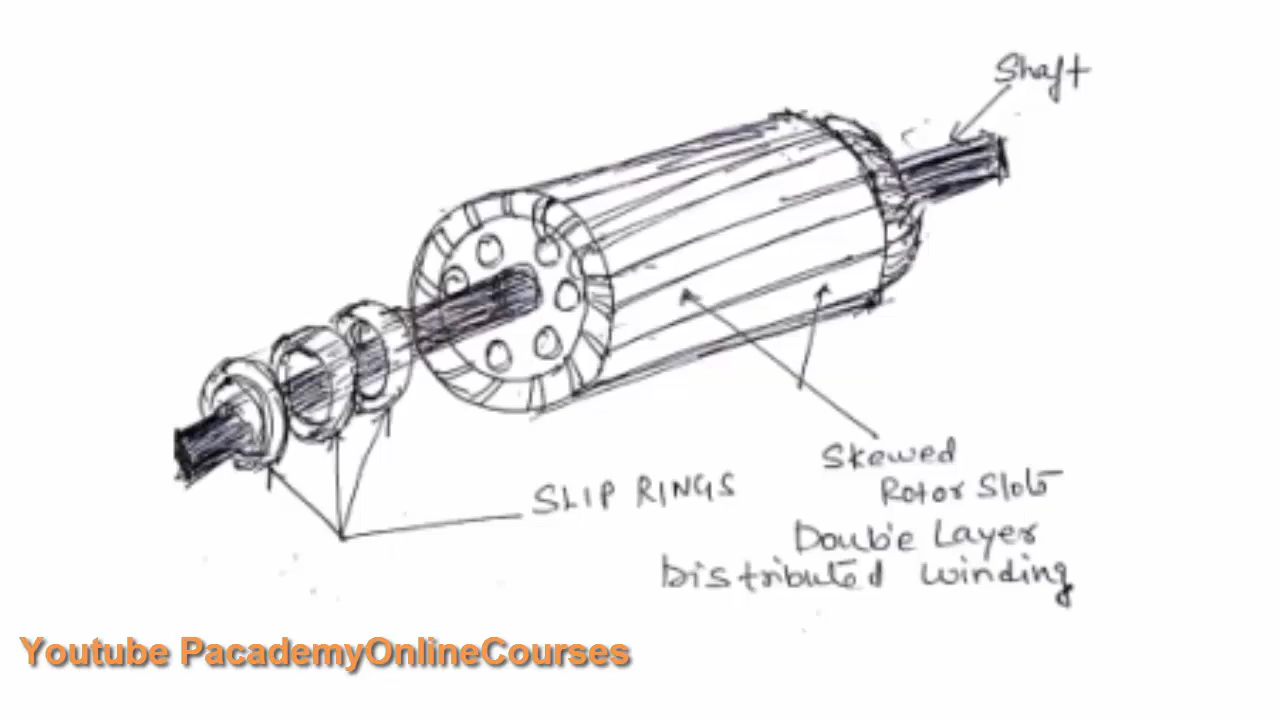 Shaft
SLIP RINGS
Skewed
Rotor Slots
Double Layer
Distributed winding
Youtube PacademyOnlineCourses